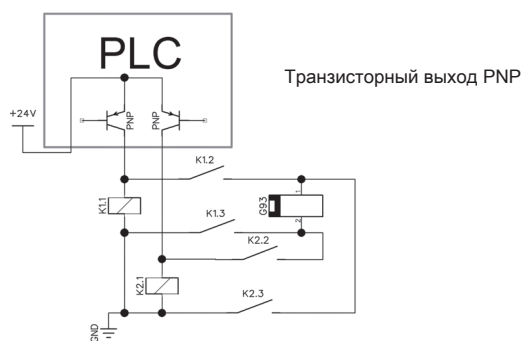 PLC
Транзисторный выход PNP
+24V
PNP
PNP
K1.2
1
G93
K1.1
K1.3
2
K2.2
K2.1
K2.3
GND